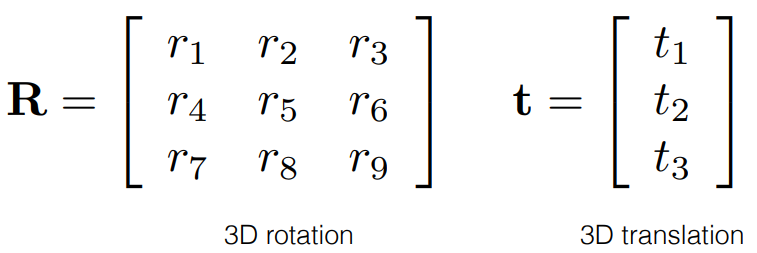 R = [ r1 r2 r3
r4 r5 r6
r7 r8 r9 ]
3D rotation
t = [ t1
t2
t3 ]
3D translation